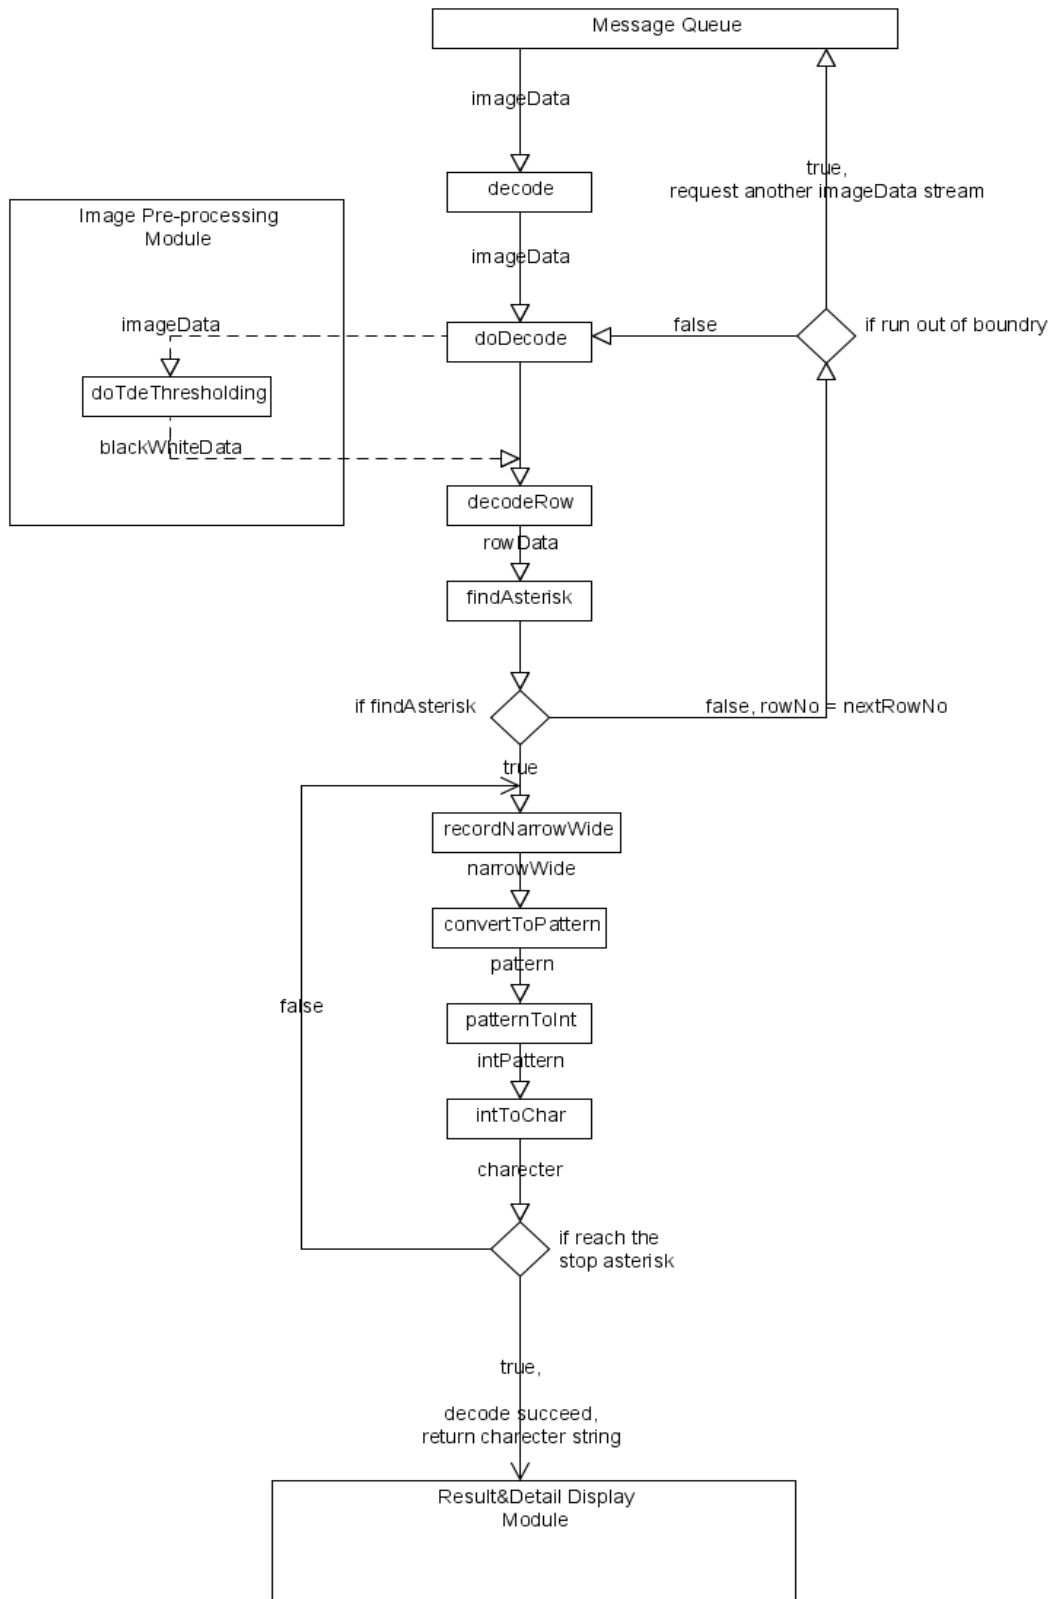 Message Queue
imageData
decode
true,
request another imageData stream
Image Pre-processing
Module
imageData
imageData
doDecode
false
if run out of boundry
doTdeThresholding
blackWhiteData
decodeRow
rowData
findAsterisk
if findAsterisk
false, rowNo = nextRowNo
true
recordNarrowWide
narrowWide
convertToPattern
pattern
false
patternToInt
intPattern
intToChar
charecter
if reach the
stop asterisk
true,
decode succeed,
return charecter string
Result&Detail Display
Module